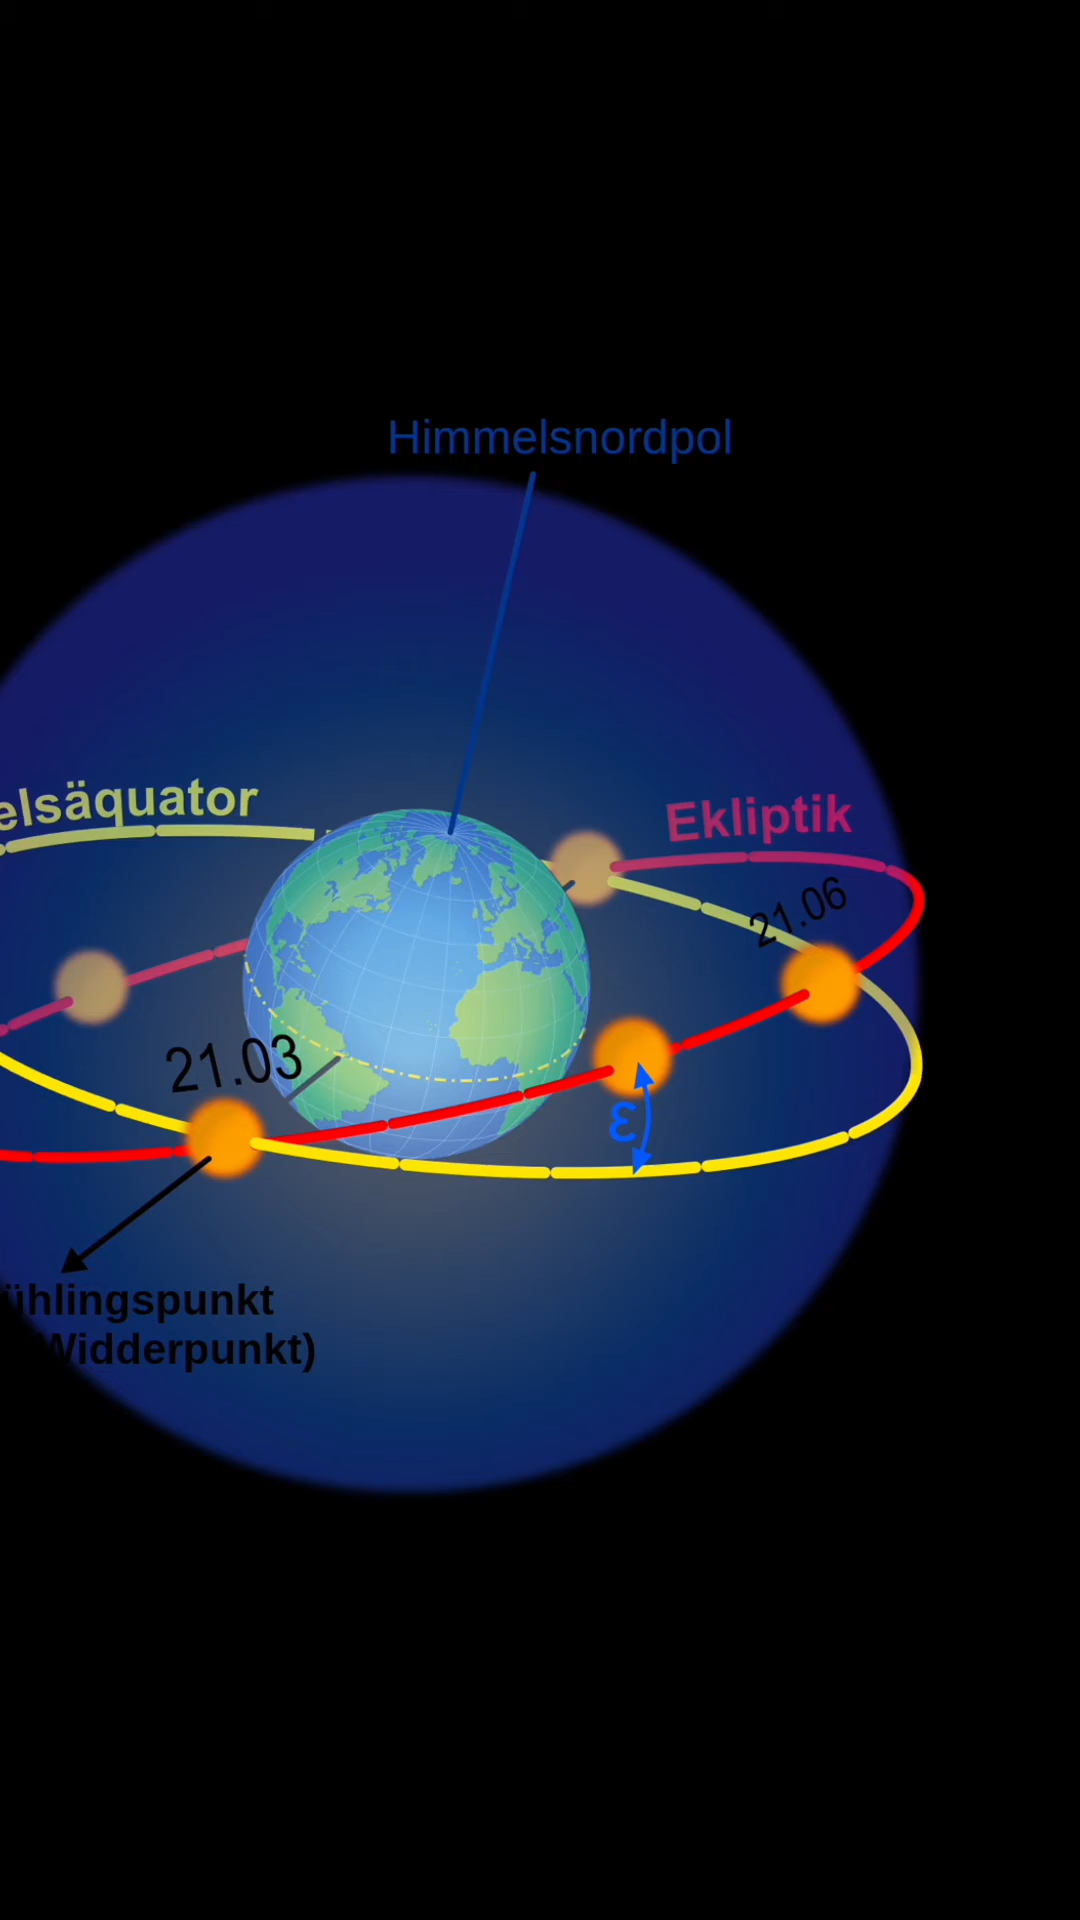 Himmelsnordpol
elsäquator
Ekliptik
21.06
21.03
ε
ühlingspunkt
Widderpunkt)